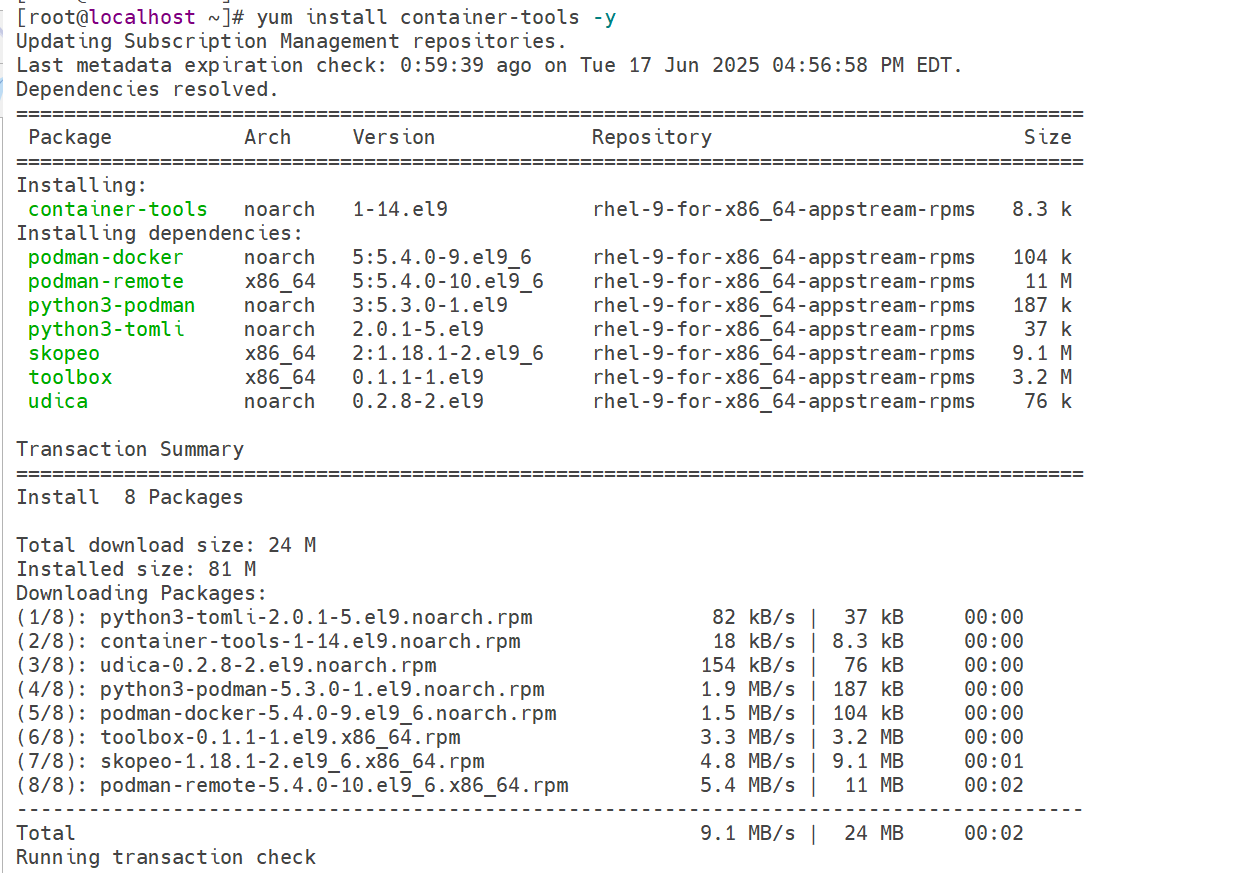 [root@localhost ~]# yum install container-tools -y
Updating Subscription Management repositories.
Last metadata expiration check: 0:59:39 ago on Tue 17 Jun 2025 04:56:58 PM EDT.
Dependencies resolved.
=========================================================================================
 Package           Arch     Version             Repository                          Size
=========================================================================================
Installing:
 container-tools   noarch   1-14.el9            rhel-9-for-x86_64-appstream-rpms   8.3 k
Installing dependencies:
 podman-docker     noarch   5:5.4.0-9.el9_6     rhel-9-for-x86_64-appstream-rpms   104 k
 podman-remote     x86_64   5:5.4.0-10.el9_6    rhel-9-for-x86_64-appstream-rpms    11 M
 python3-podman    noarch   3:5.3.0-1.el9       rhel-9-for-x86_64-appstream-rpms   187 k
 python3-tomli     noarch   2.0.1-5.el9         rhel-9-for-x86_64-appstream-rpms    37 k
 skopeo            x86_64   2:1.18.1-2.el9_6    rhel-9-for-x86_64-appstream-rpms   9.1 M
 toolbox           x86_64   0.1.1-1.el9         rhel-9-for-x86_64-appstream-rpms   3.2 M
 udica             noarch   0.2.8-2.el9         rhel-9-for-x86_64-appstream-rpms    76 k
Transaction Summary
=========================================================================================
Install  8 Packages
Total download size: 24 M
Installed size: 81 M
Downloading Packages:
(1/8): python3-tomli-2.0.1-5.el9.noarch.rpm               82 kB/s |  37 kB     00:00
(2/8): container-tools-1-14.el9.noarch.rpm                18 kB/s | 8.3 kB     00:00
(3/8): udica-0.2.8-2.el9.noarch.rpm                      154 kB/s |  76 kB     00:00
(4/8): python3-podman-5.3.0-1.el9.noarch.rpm             1.9 MB/s | 187 kB     00:00
(5/8): podman-docker-5.4.0-9.el9_6.noarch.rpm            1.5 MB/s | 104 kB     00:00
(6/8): toolbox-0.1.1-1.el9.x86_64.rpm                    3.3 MB/s | 3.2 MB     00:00
(7/8): skopeo-1.18.1-2.el9_6.x86_64.rpm                  4.8 MB/s | 9.1 MB     00:01
(8/8): podman-remote-5.4.0-10.el9_6.x86_64.rpm           5.4 MB/s |  11 MB     00:02
-----------------------------------------------------------------------------------------
Total                                                    9.1 MB/s |  24 MB     00:02
Running transaction check